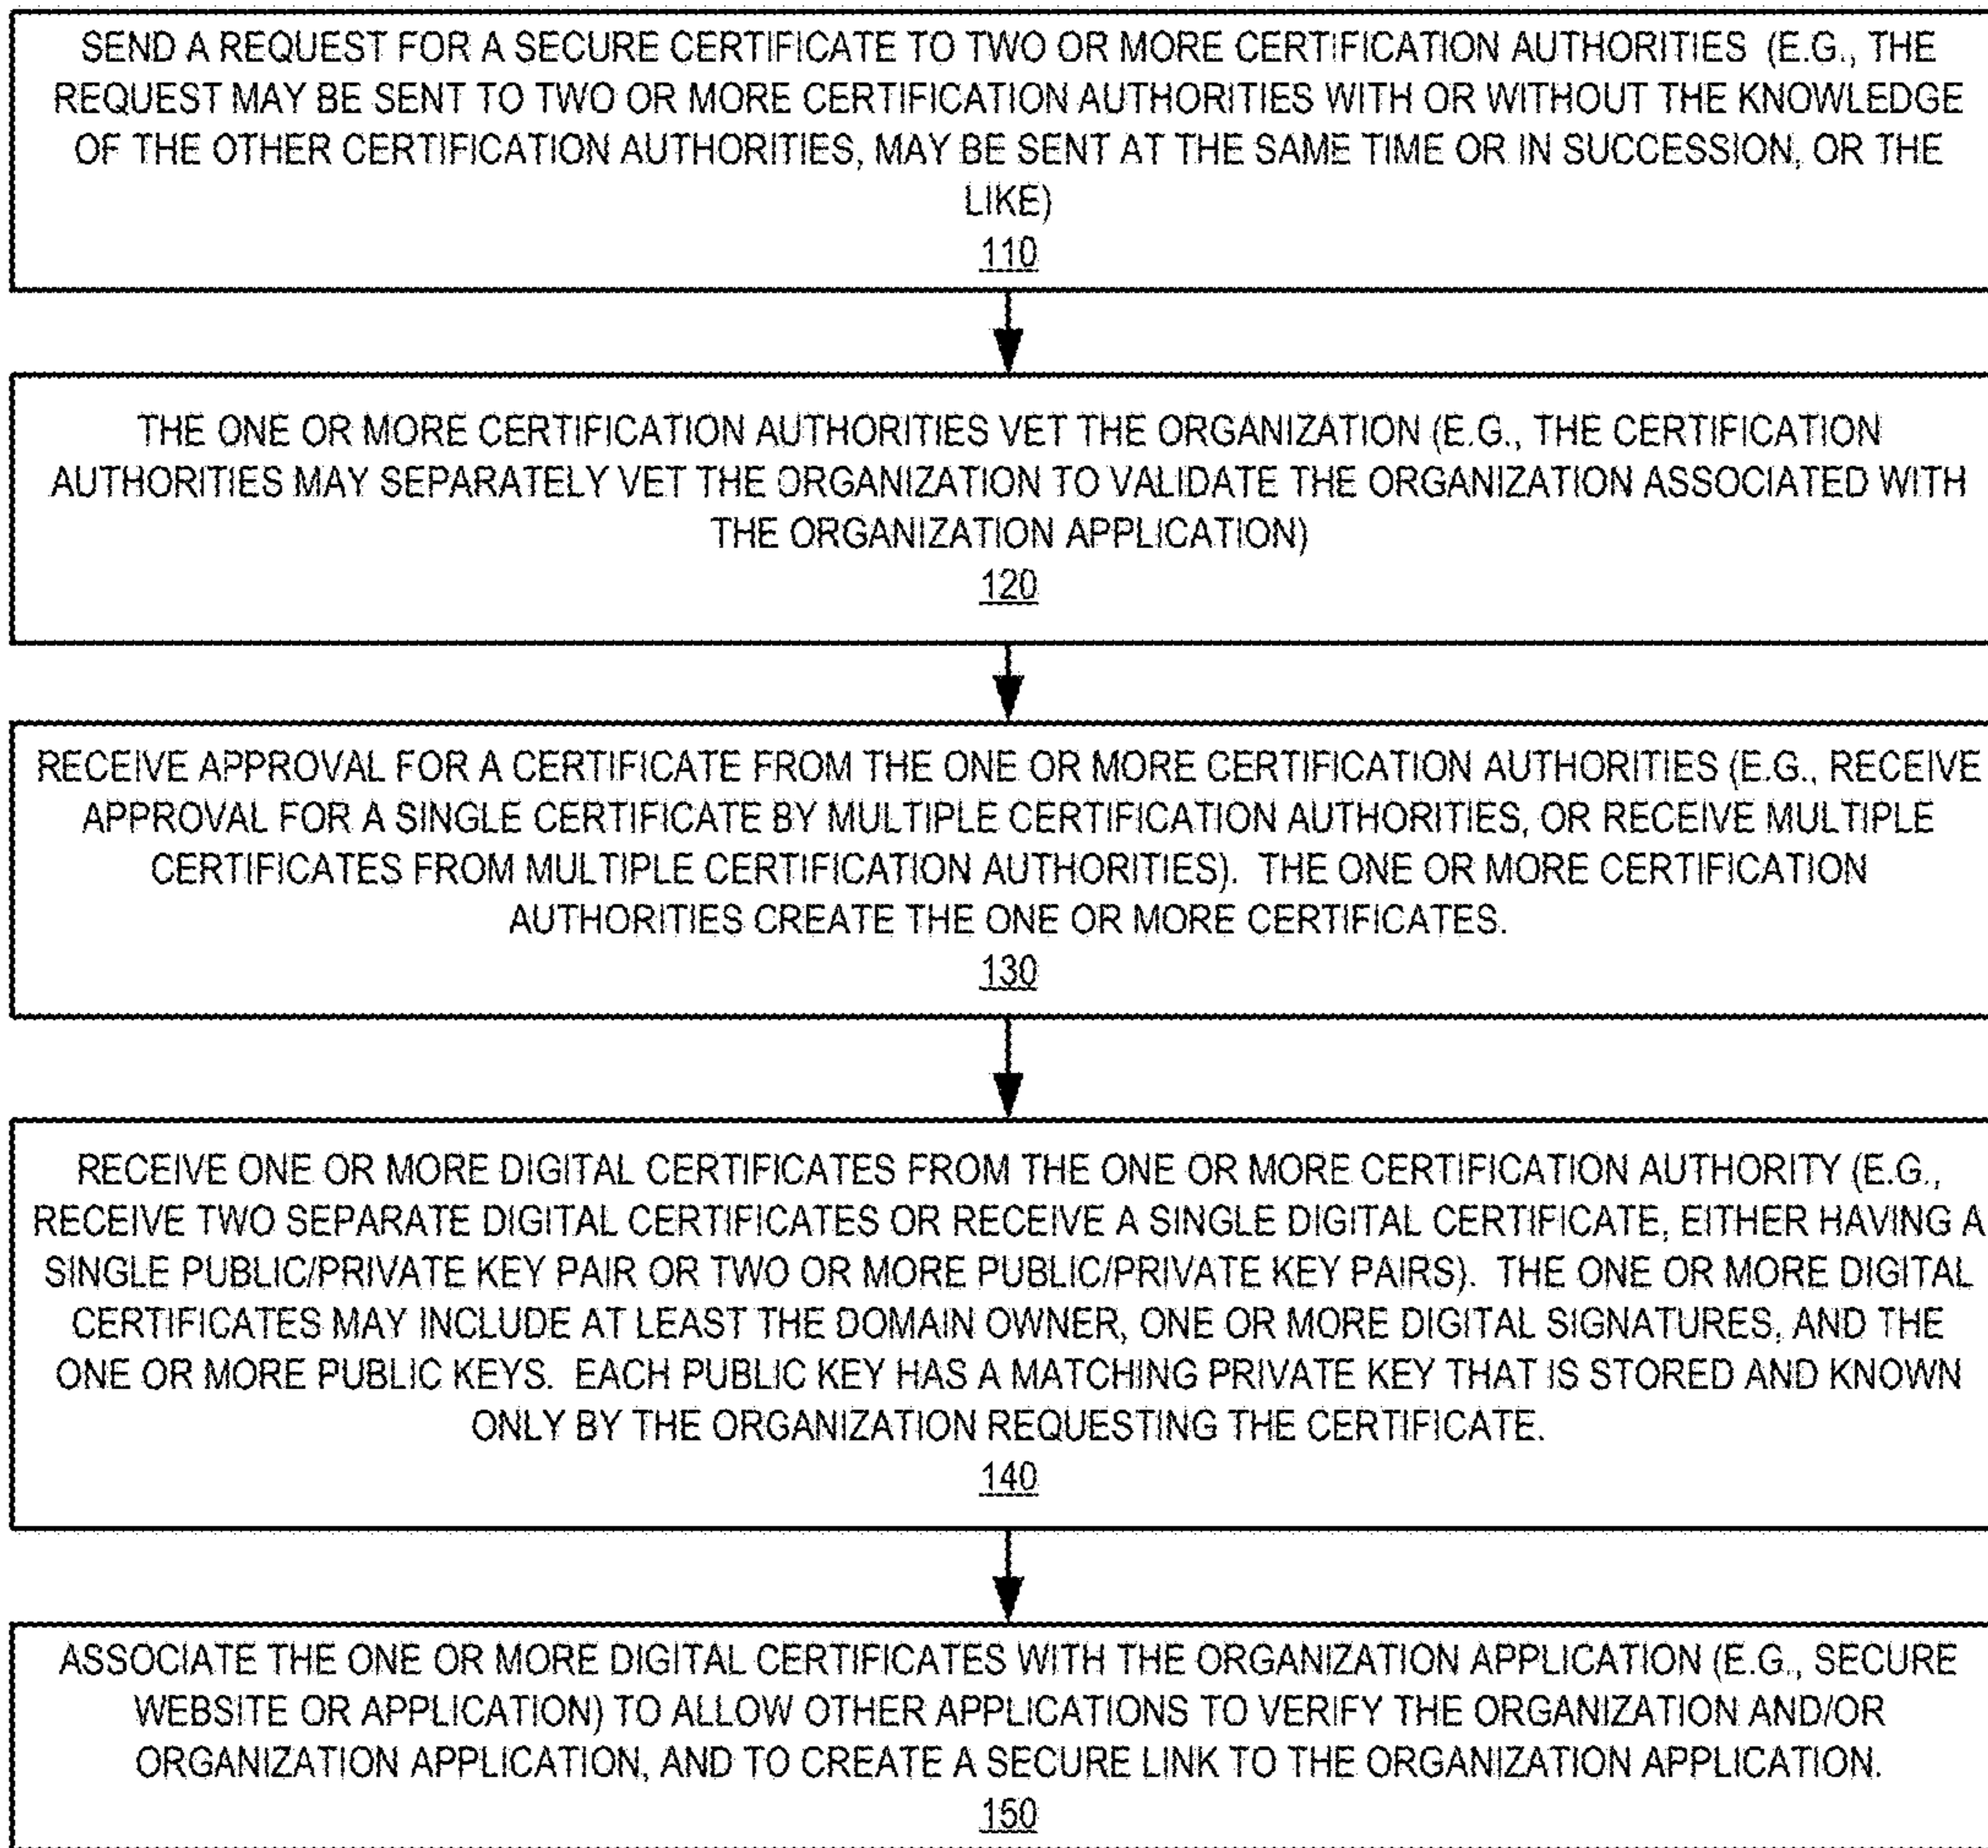 SEND A REQUEST FOR A SECURE CERTIFICATE TO TWO OR MORE CERTIFICATION AUTHORITIES (E.G., THE
REQUEST MAY BE SENT TO TWO OR MORE CERTIFICATION AUTHORITIES WITH OR WITHOUT THE KNOWLEDGE
OF THE OTHER CERTIFICATION AUTHORITIES, MAY BE SENT AT THE SAME TIME OR IN SUCCESSION, OR THE
LIKE)
110
THE ONE OR MORE CERTIFICATION AUTHORITIES VET THE ORGANIZATION (E.G., THE CERTIFICATION
AUTHORITIES MAY SEPARATELY VET THE ORGANIZATION TO VALIDATE THE ORGANIZATION ASSOCIATED WITH
THE ORGANIZATION APPLICATION)
120
RECEIVE APPROVAL FOR A CERTIFICATE FROM THE ONE OR MORE CERTIFICATION AUTHORITIES (E.G., RECEIVE
APPROVAL FOR A SINGLE CERTIFICATE BY MULTIPLE CERTIFICATION AUTHORITIES, OR RECEIVE MULTIPLE
CERTIFICATES FROM MULTIPLE CERTIFICATION AUTHORITIES). THE ONE OR MORE CERTIFICATION
AUTHORITIES CREATE THE ONE OR MORE CERTIFICATES.
130
RECEIVE ONE OR MORE DIGITAL CERTIFICATES FROM THE ONE OR MORE CERTIFICATION AUTHORITY (E.G.,
RECEIVE TWO SEPARATE DIGITAL CERTIFICATES OR RECEIVE A SINGLE DIGITAL CERTIFICATE, EITHER HAVING A
SINGLE PUBLIC/PRIVATE KEY PAIR OR TWO OR MORE PUBLIC/PRIVATE KEY PAIRS). THE ONE OR MORE DIGITAL
CERTIFICATES MAY INCLUDE AT LEAST THE DOMAIN OWNER, ONE OR MORE DIGITAL SIGNATURES, AND THE
ONE OR MORE PUBLIC KEYS. EACH PUBLIC KEY HAS A MATCHING PRIVATE KEY THAT IS STORED AND KNOWN
ONLY BY THE ORGANIZATION REQUESTING THE CERTIFICATE.
140
ASSOCIATE THE ONE OR MORE DIGITAL CERTIFICATES WITH THE ORGANIZATION APPLICATION (E.G., SECURE
WEBSITE OR APPLICATION) TO ALLOW OTHER APPLICATIONS TO VERIFY THE ORGANIZATION AND/OR
ORGANIZATION APPLICATION, AND TO CREATE A SECURE LINK TO THE ORGANIZATION APPLICATION.
150